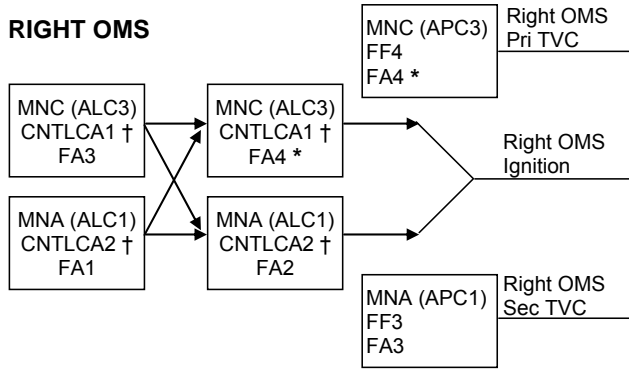 RIGHT OMS
MNC (APC3)
FF4
FA4 *
Right OMS
Pri TVC
MNC (ALC3)
CNTLCA1 †
FA3
MNC (ALC3)
CNTLCA1 †
FA4 *
Right OMS
Ignition
MNA (ALC1)
CNTLCA2 †
FA1
MNA (ALC1)
CNTLCA2 †
FA2
MNA (APC1)
FF3
FA3
Right OMS
Sec TVC